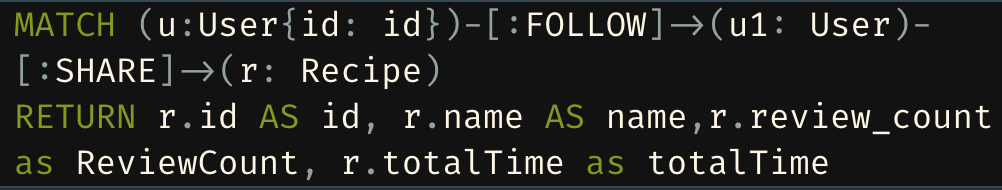 MATCH (u:User{id: id})-[:FOLLOW]->(u1: User)-
[:SHARE]->(r: Recipe)
RETURN r.id AS id, r.name AS name,r.review_count
as ReviewCount, r.totalTime as totalTime